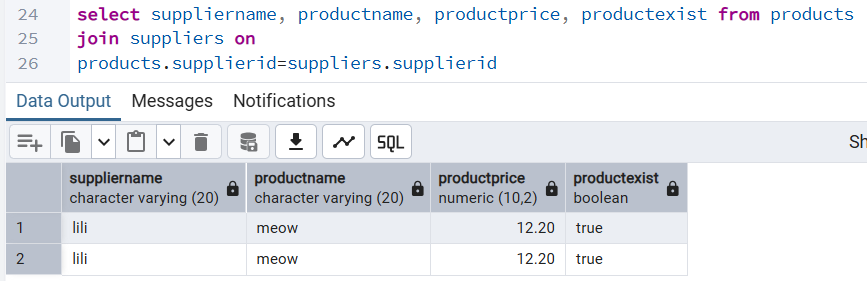 24 select suppliername, productname, productprice, productexist from products
25 join suppliers on
26 products.supplierid=suppliers.supplierid
Data Output Messages Notifications
SQL Sh
suppliername productname productprice productexist
character varying (20) character varying (20) numeric (10,2) boolean
1 lili meow 12.20 true
2 lili meow 12.20 true